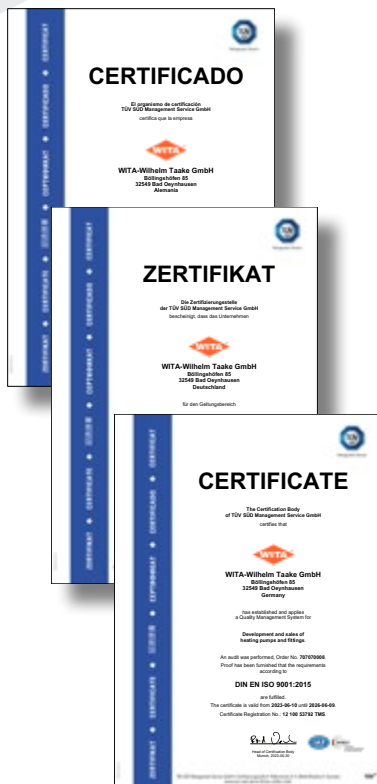 CERTIFICADO
El organismo de certificación
TÜV SÜD Management Service GmbH
certifica que la empresa
WITA
WITA-Wilhelm Taake GmbH
Böllingshöfen 85
32549 Bad Oeynhausen
Alemania
ZERTIFIKAT
Die Zertifizierungsstelle
der TÜV SÜD Management Service GmbH
bescheinigt, dass das Unternehmen
WITA
WITA-Wilhelm Taake GmbH
Böllingshöfen 85
32549 Bad Oeynhausen
Deutschland
für den Geltungsbereich
CERTIFICATE
The Certification Body
of TÜV SÜD Management Service GmbH
certifies that
WITA
WITA-Wilhelm Taake GmbH
Böllingshöfen 85
32549 Bad Oeynhausen
Germany
has established and applies
a Quality Management System for
Development and sales of
heating pumps and fittings.
An audit was performed, Order No. 707070008.
Proof has been furnished that the requirements
according to
DIN EN ISO 9001:2015
are fulfilled.
The certificate is valid from 2023-06-10 until 2026-06-09.
Certificate Registration No.: 12 100 53792 TMS.
Head of Certification Body